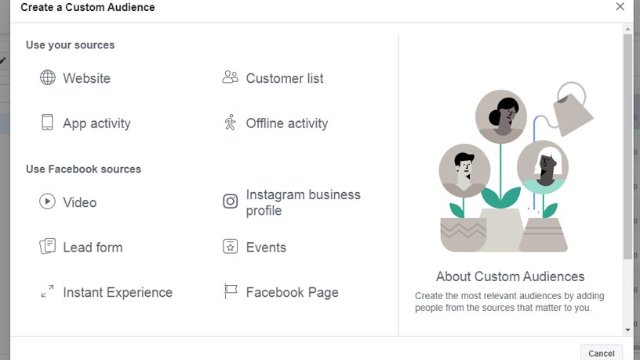 Create a Custom Audience
Use your sources
Website
Customer list
App activity
Offline activity
Use Facebook sources
Video
Instagram business
profile
Lead form
Events
Instant Experience
Facebook Page
About Custom Audiences
Create the most relevant audiences by adding
people from the sources that matter to you.
Cancel